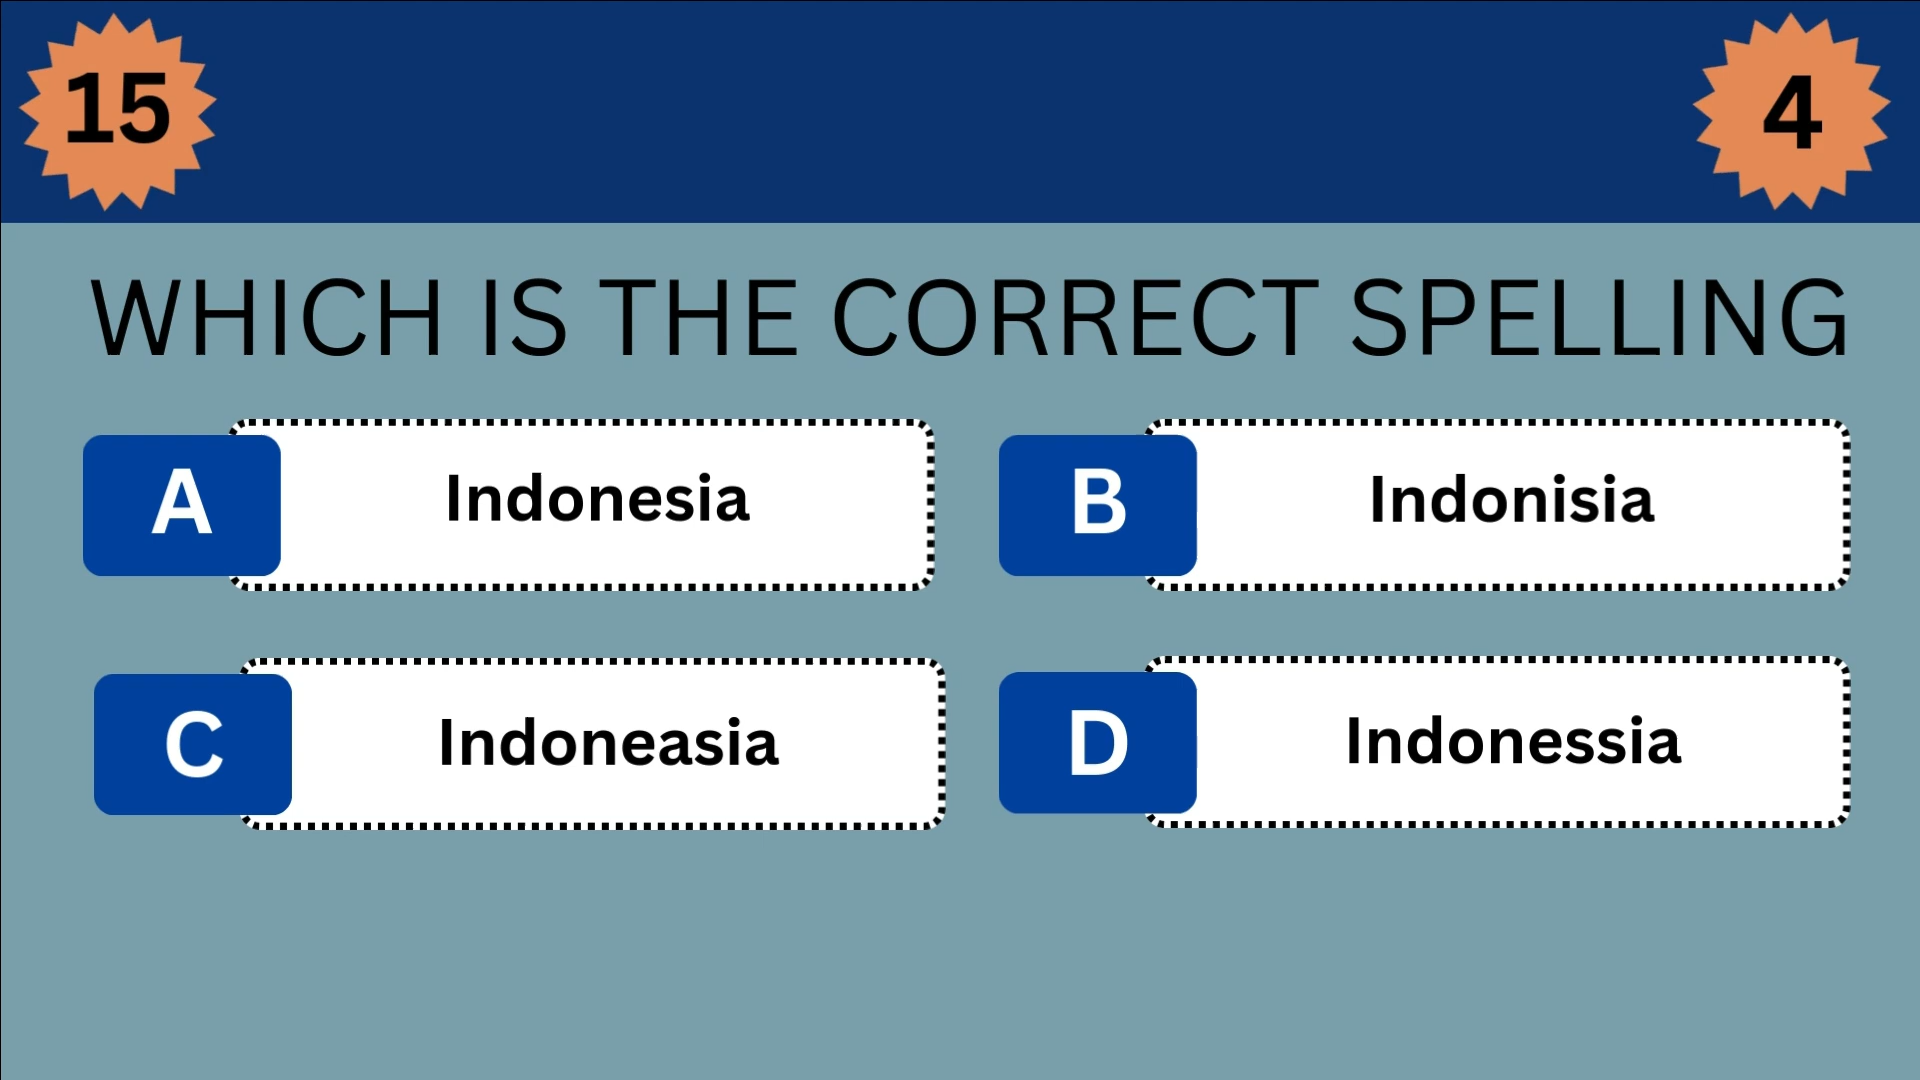 15
4
WHICH IS THE CORRECT SPELLING
A Indonesia
B Indonisia
C Indoneasia
D Indonessia